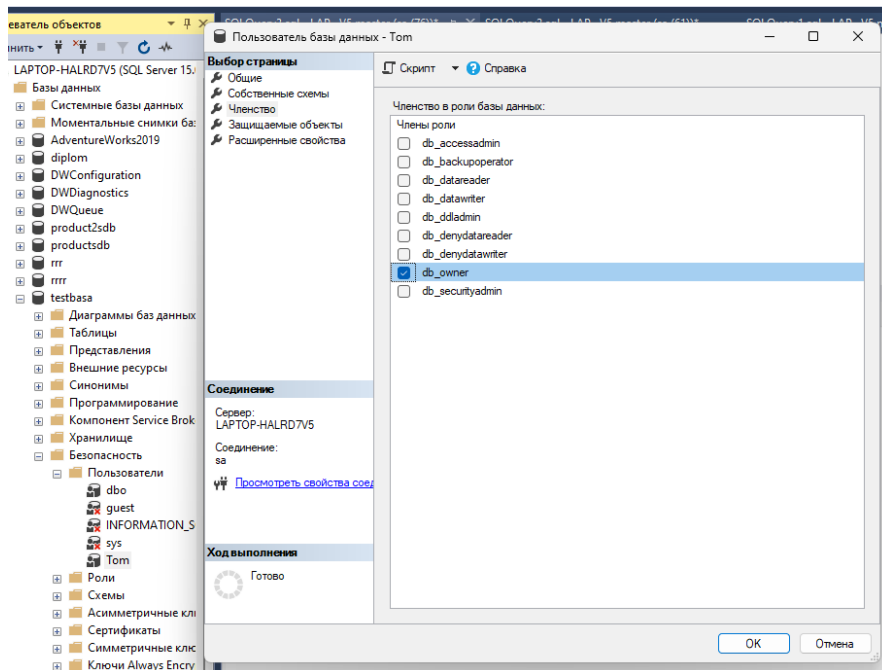 Пользователь базы данных - Tom
LAPTOP-HALRD7V5 (SQL Server 15.
Базы данных
Системные базы данных
Моментальные снимки ба
AdventureWorks2019
diplom
DWConfiguration
DWDiagnostics
DWQueue
product2sdb
productsdb
rrr
rrrr
testbasa
Диаграммы баз данных
Таблицы
Представления
Внешние ресурсы
Синонимы
Программирование
Компонент Service Brok
Хранилище
Безопасность
Пользователи
dbo
guest
INFORMATION_S
sys
Tom
Роли
Схемы
Асимметричные кл
Сертификаты
Симметричные клю
Ключи Always Encry
Выбор страницы
Общие
Собственные схемы
Членство
Защищаемые объекты
Расширенные свойства
Соединение
Сервер:
LAPTOP-HALRD7V5
Соединение:
sa
Просмотреть свойства соед
Ход выполнения
Готово
Скрипт
Справка
Членство в роли базы данных:
Члены роли
db_accessadmin
db_backupoperator
db_datareader
db_datawriter
db_ddladmin
db_denydatareader
db_denydatawriter
db_owner
db_securityadmin
OK
Отмена